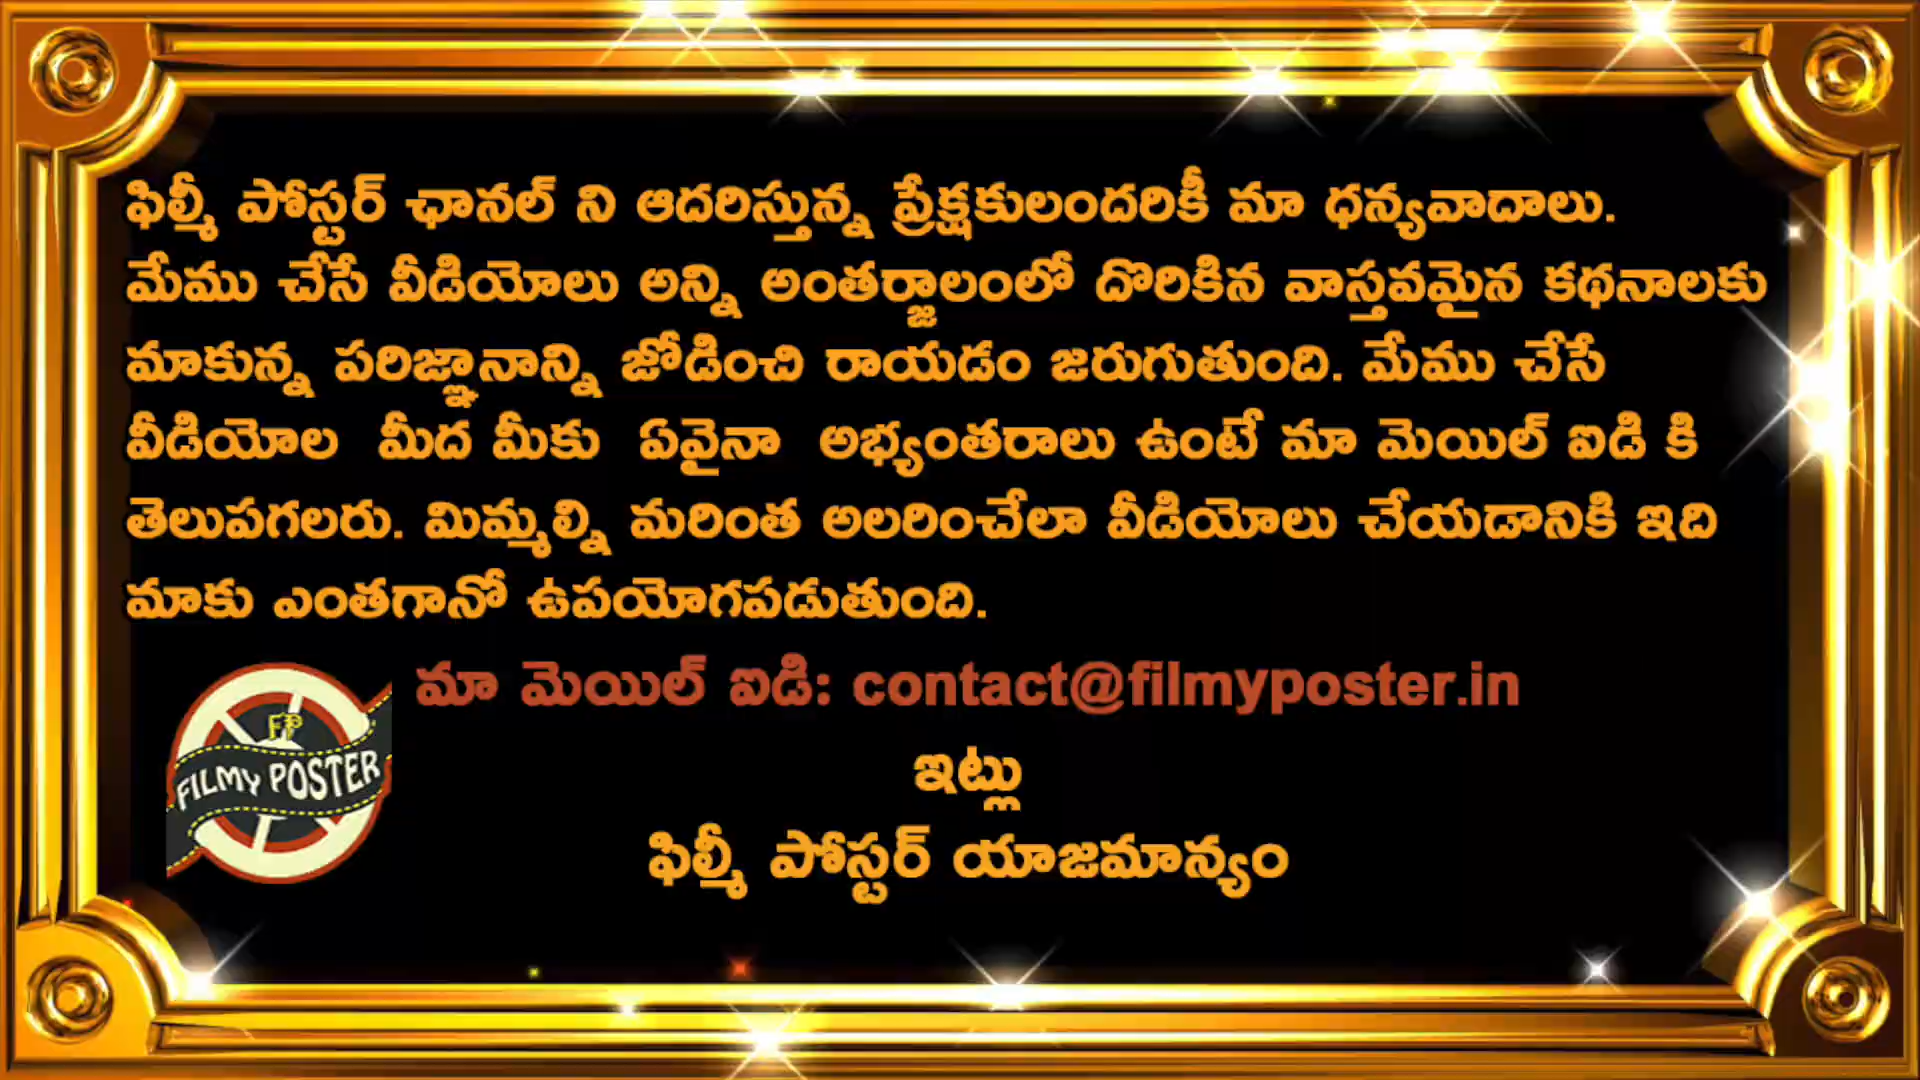 ఫిల్మీ పోస్టర్ ఛానల్ ని ఆదరిస్తున్న ప్రేక్షకులందరికీ మా ధన్యవాదాలు.
మేము చేసే వీడియోలు అన్ని అంతర్జాలంలో దొరికిన వాస్తవమైన కథనాలకు
మాకున్న పరిజ్ఞానాన్ని జోడించి రాయడం జరుగుతుంది. మేము చేసే
వీడియోల మీద మీకు ఏవైనా అభ్యంతరాలు ఉంటే మా మెయిల్ ఐడి కి
తెలుపగలరు. మిమ్మల్ని మరింత అలరించేలా వీడియోలు చేయడానికి ఇది
మాకు ఎంతగానో ఉపయోగపడుతుంది.
మా మెయిల్ ఐడి: contact@filmyposter.in
FP
FILMY POSTER
ఇట్లు
ఫిల్మీ పోస్టర్ యాజమాన్యం